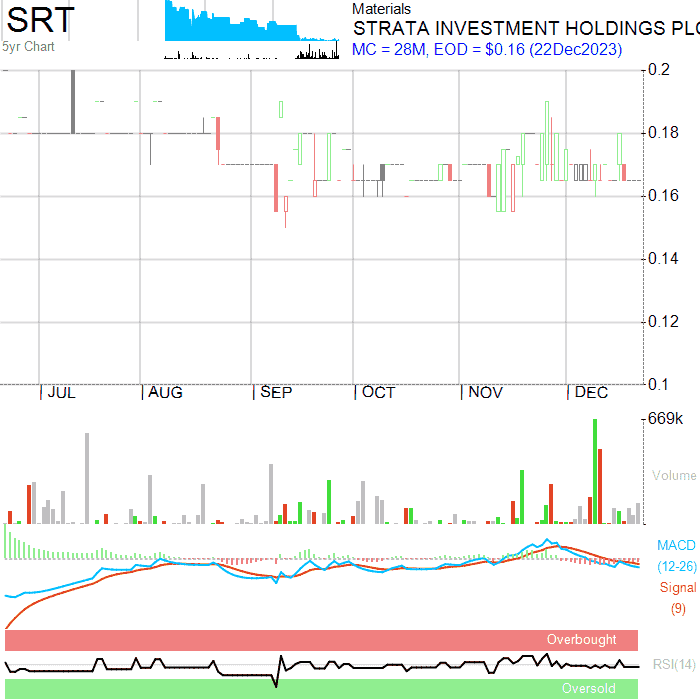 SRT
5yr Chart
Materials
STRATA INVESTMENT HOLDINGS PLC
MC = 28M, EOD = $0.16 (22Dec2023)
0.2
0.18
0.16
0.14
0.12
0.1
JUL AUG SEP OCT NOV DEC
669k
Volume
MACD
(12-26)
Signal
(9)
Overbought
RSI(14)
Oversold